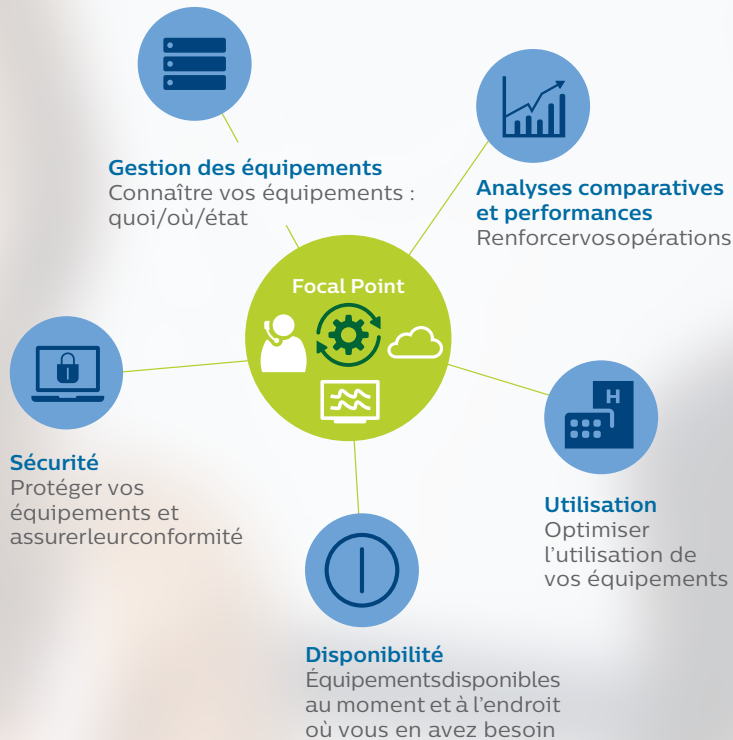 Gestion des équipements
Connaître vos équipements :
quoi/où/état
Analyses comparatives
et performances
Renforcervosopérations
Focal Point
H
Sécurité
Protéger vos
équipements et
assurerleurconformité
Utilisation
Optimiser
l’utilisation de
vos équipements
Disponibilité
Équipementsdisponibles
au moment et à l’endroit
où vous en avez besoin